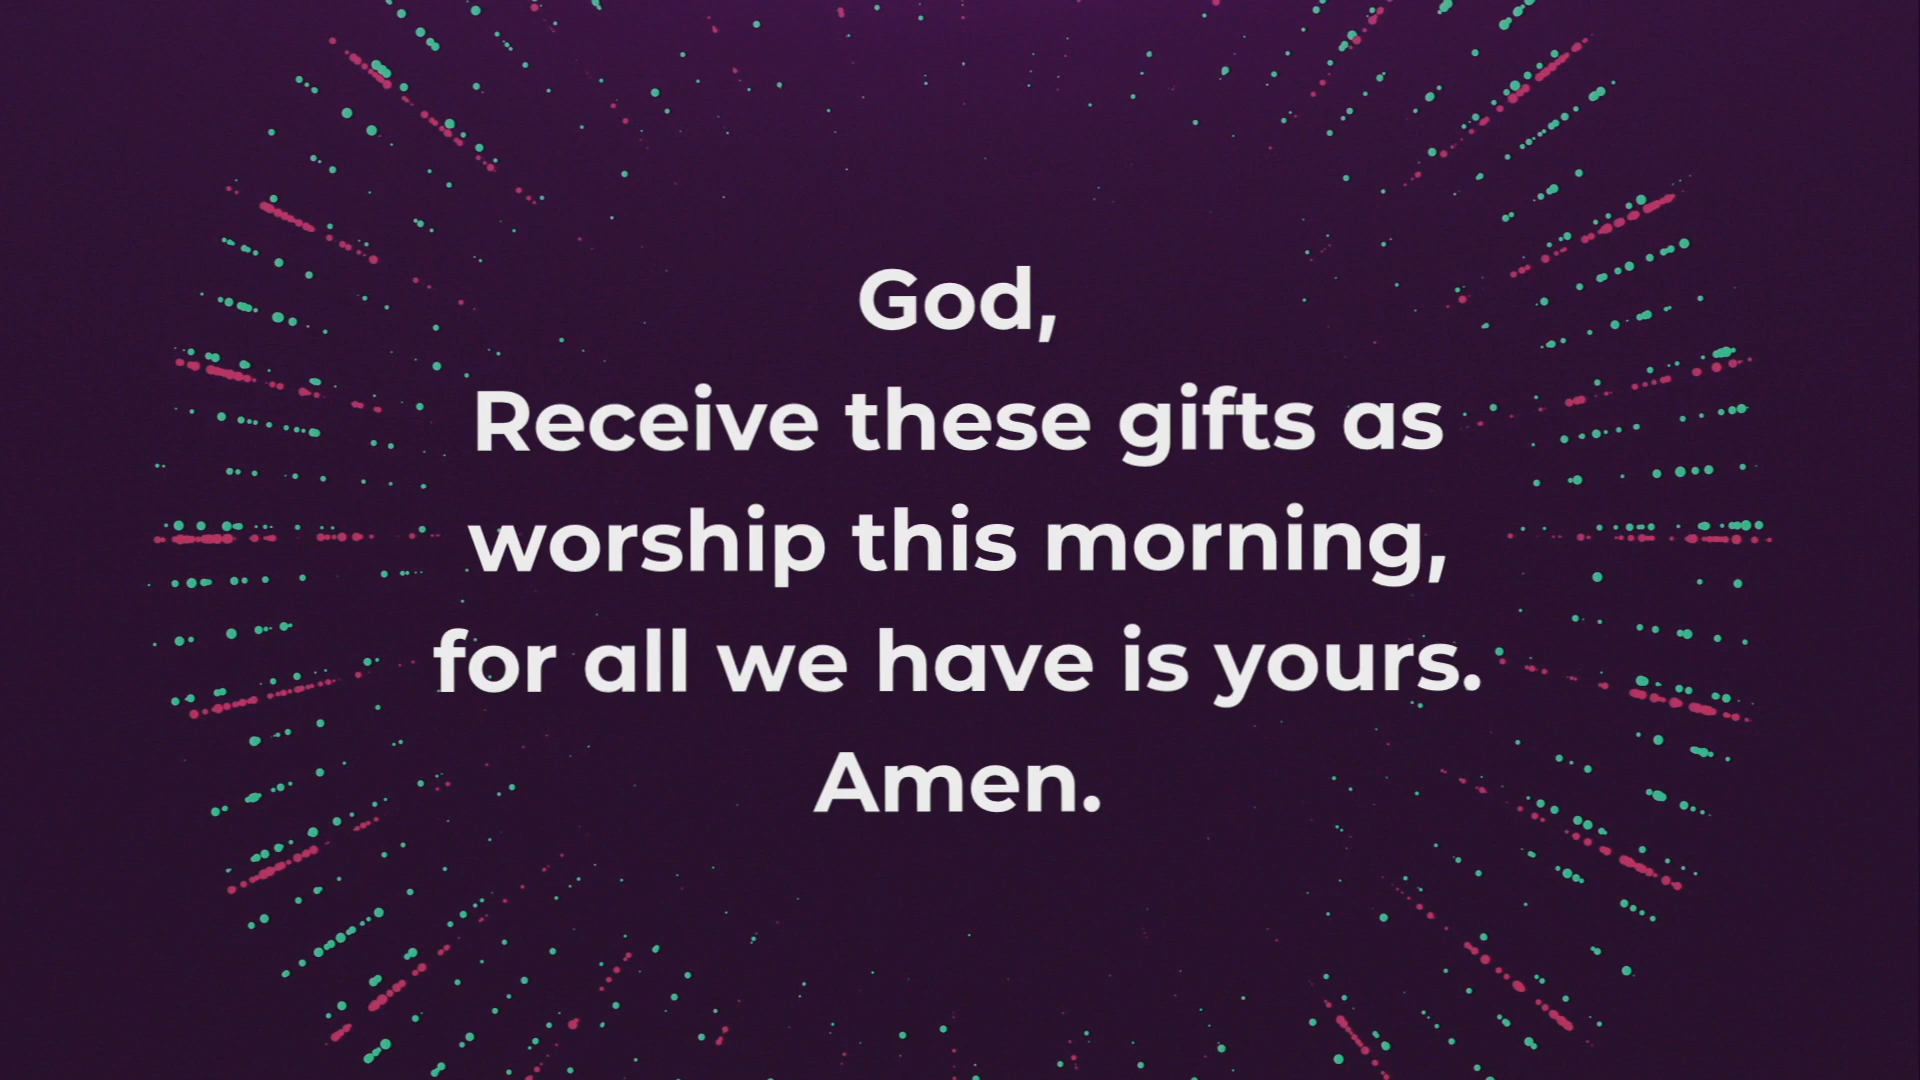 God,
Receive these gifts as
worship this morning,
for all we have is yours.
Amen.